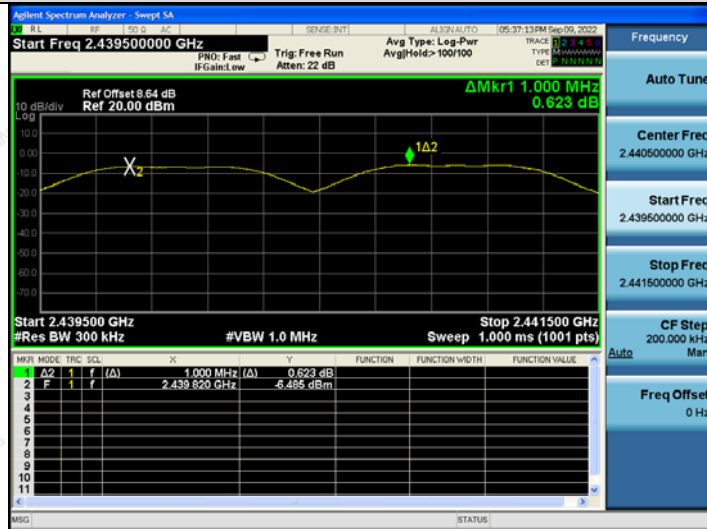 Agilent Spectrum Analyzer - Swept SA
RL RF 50 Ω AC SENSE:INT ALIGN AUTO 05:37:13 PM Sep 09, 2022
Start Freq 2.439500000 GHz
PNO: Fast
IFGain:Low
Trig: Free Run
Atten: 22 dB
Avg Type: Log-Pwr
Avg|Hold:>100/100
TRACE 1 2 3 4 5 6
TYPE M
DET P N N N N N
Ref Offset 8.64 dB
Ref 20.00 dBm
10 dB/div
Log
ΔMkr1 1.000 MHz
0.623 dB
10.0
0.00
-10.0
-20.0
-30.0
-40.0
-50.0
-60.0
-70.0
X2
1Δ2
Start 2.439500 GHz
Stop 2.441500 GHz
#Res BW 300 kHz
#VBW 1.0 MHz
Sweep 1.000 ms (1001 pts)
MKR MODE TRC SCL X Y FUNCTION FUNCTION WIDTH FUNCTION VALUE
1 Δ2 1 f (Δ) 1.000 MHz (Δ) 0.623 dB
2 F 1 f 2.439 820 GHz -6.485 dBm
3
4
5
6
7
8
9
10
11
MSG
STATUS
Frequency
Auto Tune
Center Freq
2.440500000 GHz
Start Freq
2.439500000 GHz
Stop Freq
2.441500000 GHz
CF Step
200.000 kHz
Auto Man
Freq Offset
0 Hz